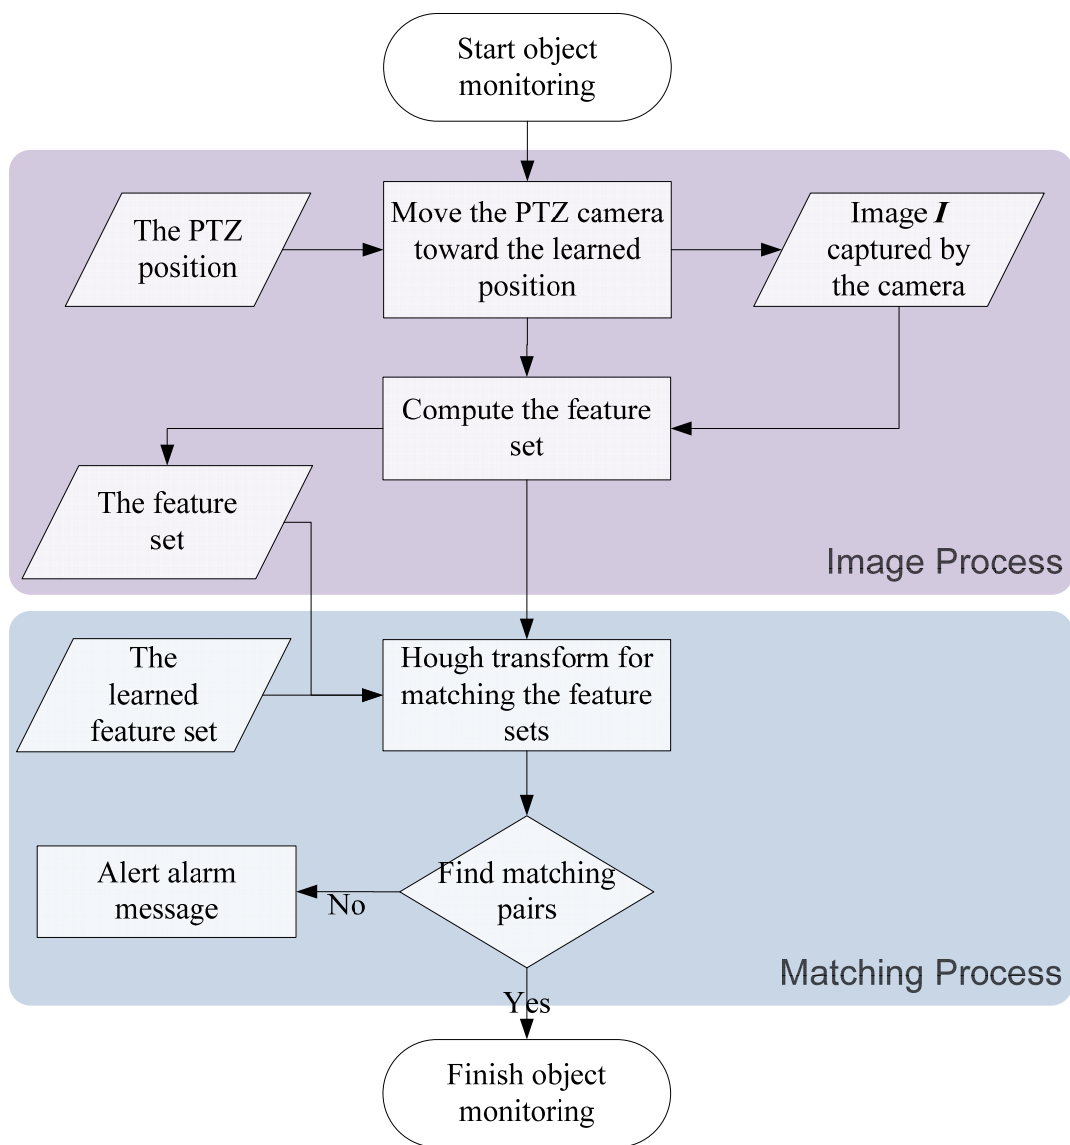 Start object
monitoring
The PTZ
position
Move the PTZ camera
toward the learned
position
Image I
captured by
the camera
Compute the feature
set
The feature
set
Image Process
The
learned
feature set
Hough transform for
matching the feature
sets
Alert alarm
message
No
Find matching
pairs
Matching Process
Yes
Finish object
monitoring